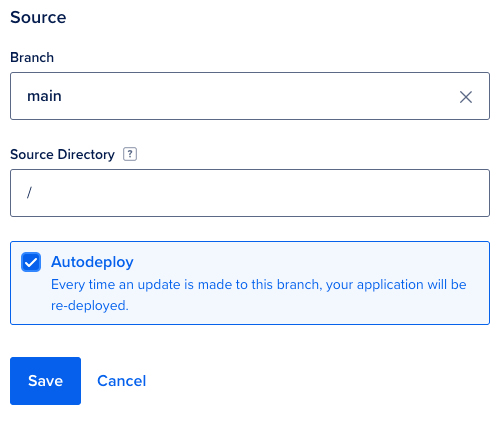 Source
Branch
main
Source Directory ?
/
Autodeploy
Every time an update is made to this branch, your application will be
re-deployed.
Save Cancel